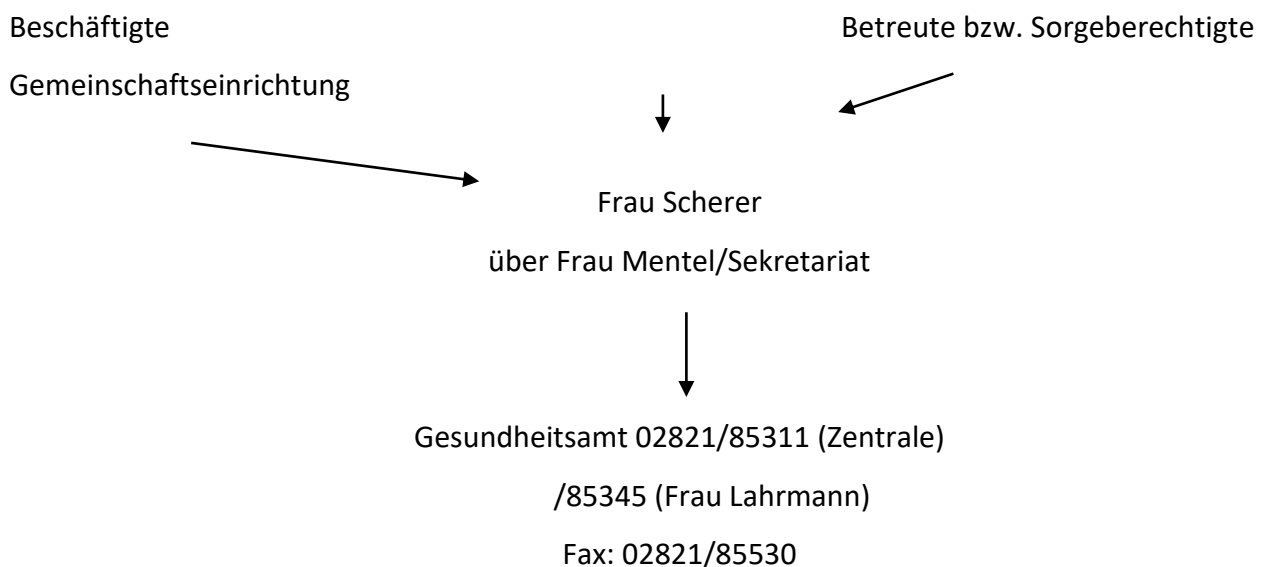 Beschäftigte
Gemeinschaftseinrichtung
Betreute bzw. Sorgeberechtigte
Frau Scherer
über Frau Mentel/Sekretariat
Gesundheitsamt 02821/85311 (Zentrale)
/85345 (Frau Lahrmann)
Fax: 02821/85530